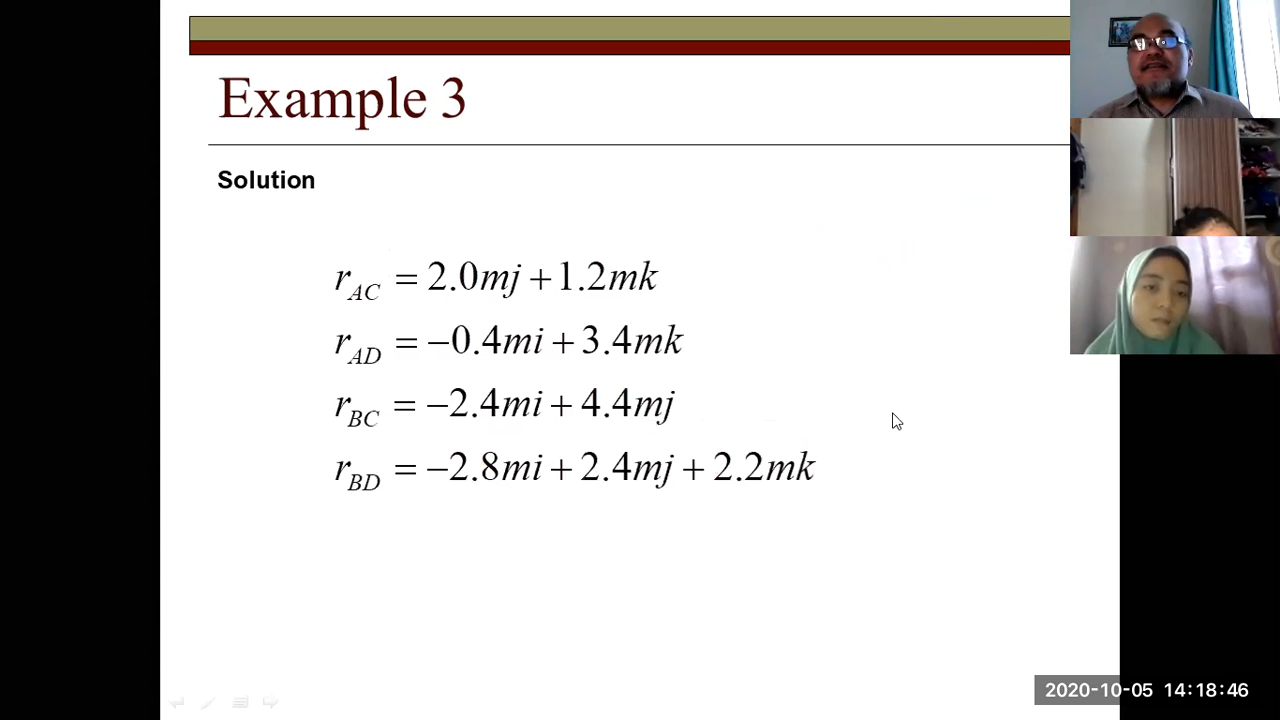 Example 3
Solution
r_AC = 2.0mj + 1.2mk
r_AD = −0.4mi + 3.4mk
r_BC = −2.4mi + 4.4mj
r_BD = −2.8mi + 2.4mj + 2.2mk
2020-10-05 14:18:46